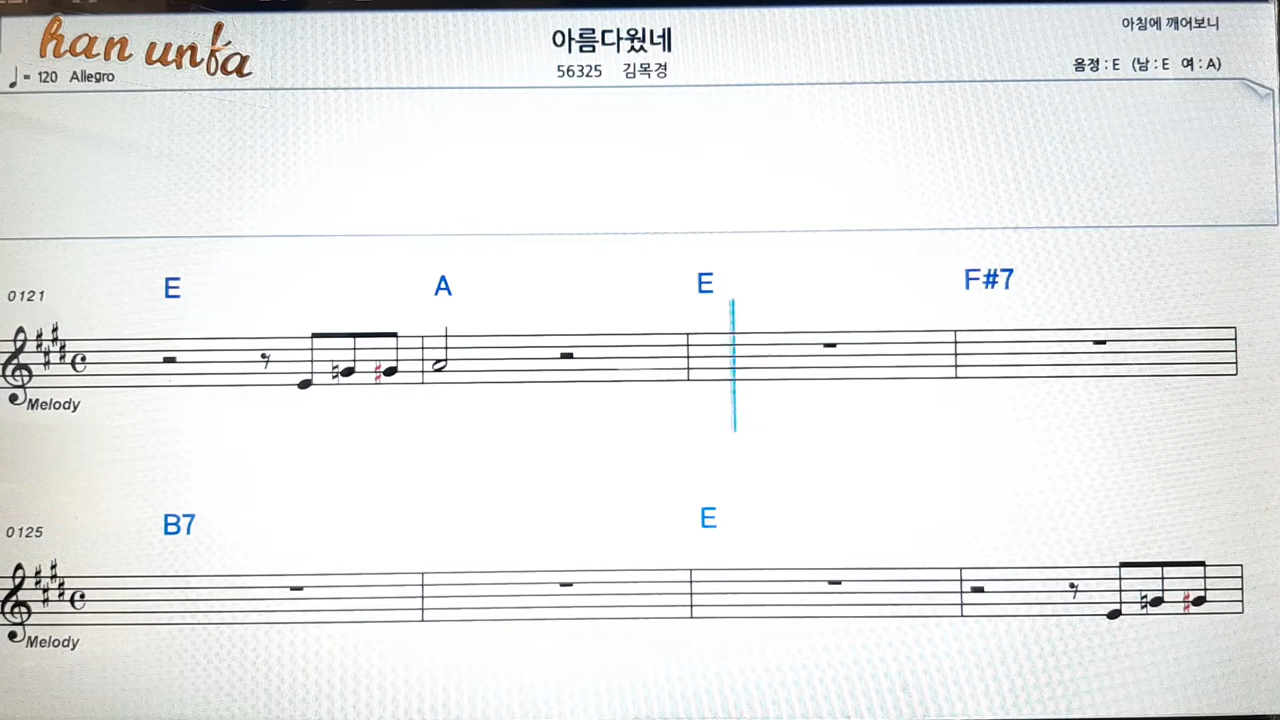 han unfa
♩= 120 Allegro
아름다웠네
56325 김목경
아침에 깨어보니
음정 : E (남 : E 여 : A)
E A E F#7
0121
Melody
B7 E
0125
Melody